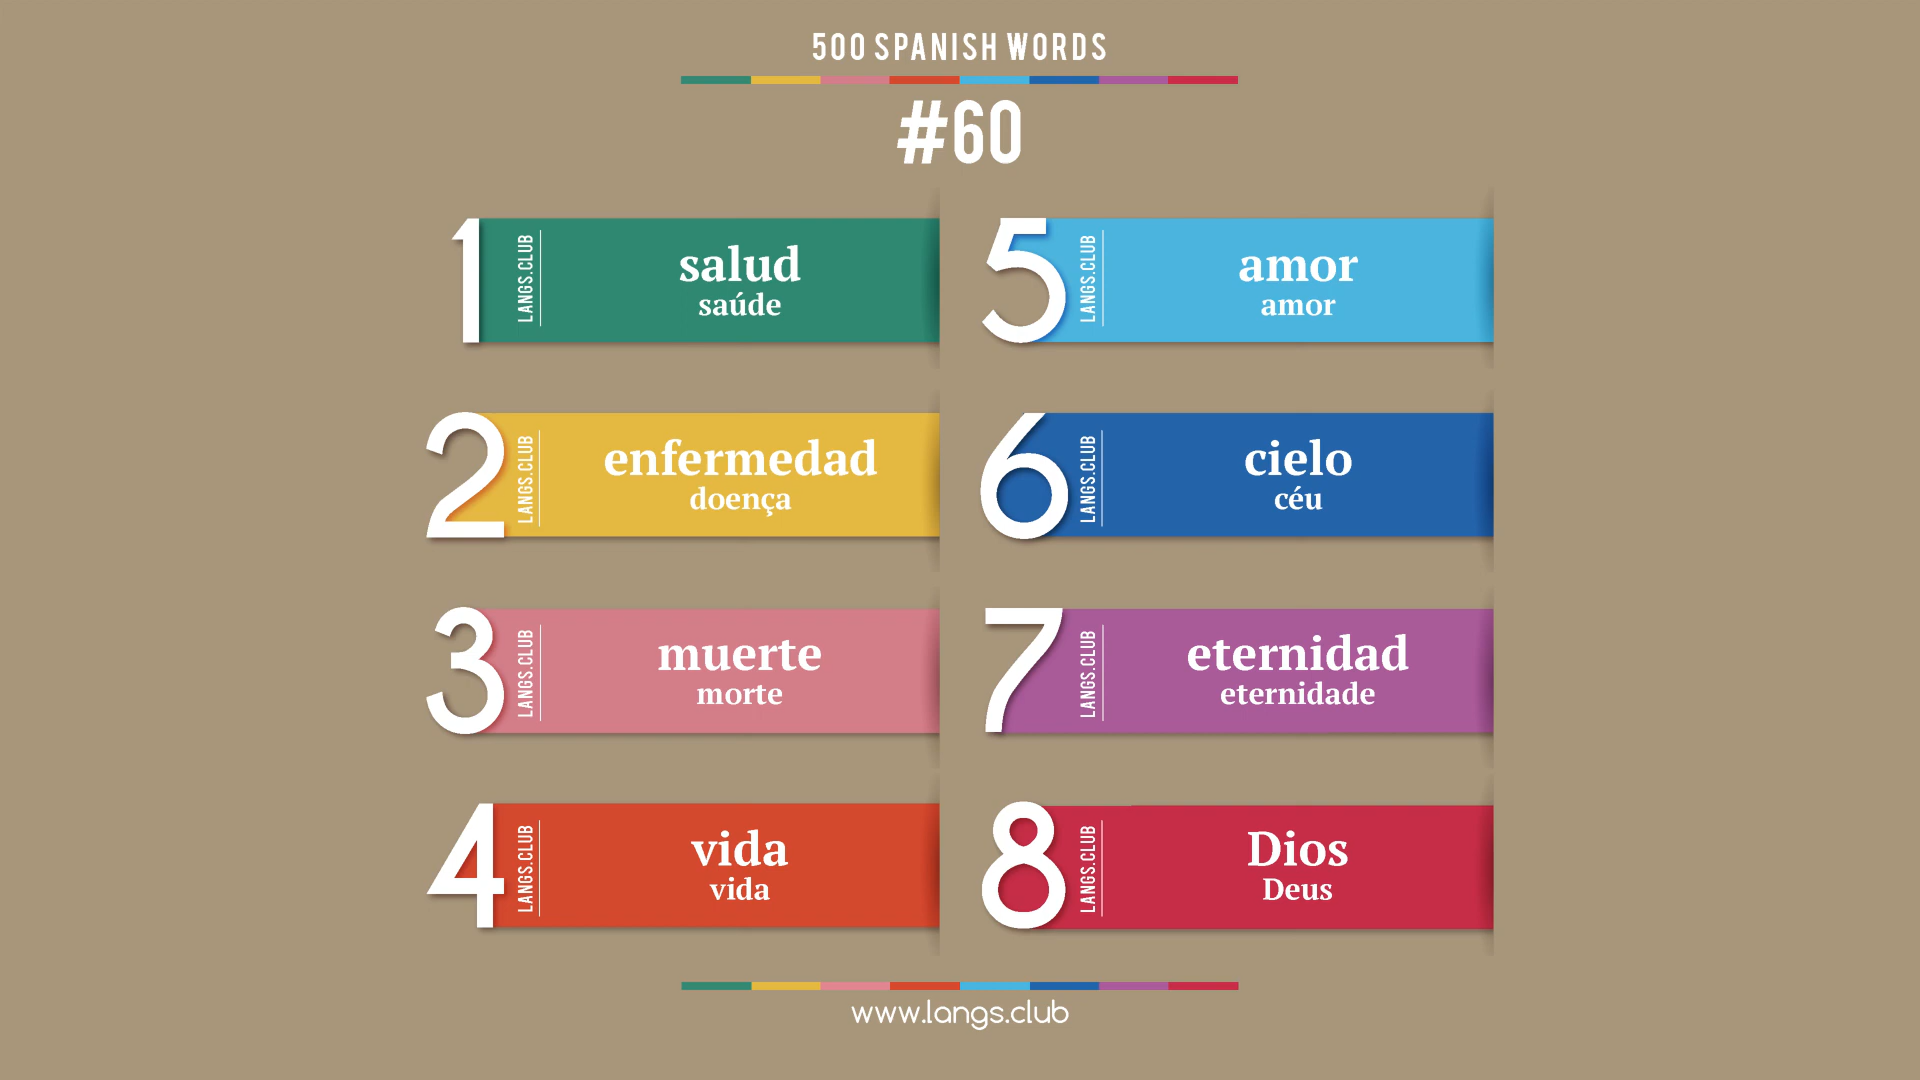 500 SPANISH WORDS
#60
1
LANGS.CLUB
salud
saúde
2
LANGS.CLUB
enfermedad
doença
3
LANGS.CLUB
muerte
morte
4
LANGS.CLUB
vida
vida
5
LANGS.CLUB
amor
amor
6
LANGS.CLUB
cielo
céu
7
LANGS.CLUB
eternidad
eternidade
8
LANGS.CLUB
Dios
Deus
www.langs.club